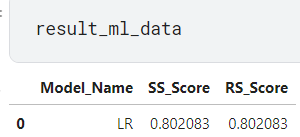 result_ml_data
Model_Name SS_Score RS_Score
0 LR 0.802083 0.802083